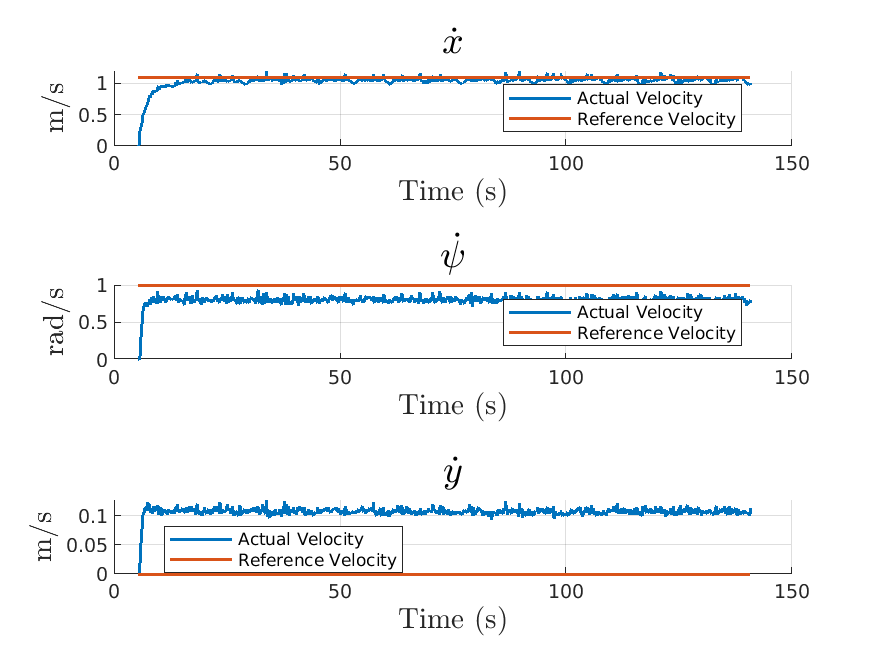 ẋ
m/s
1
0.5
0
0 50 100 150
Actual Velocity
Reference Velocity
Time (s)
ψ̇
rad/s
1
0.5
0
0 50 100 150
Actual Velocity
Reference Velocity
Time (s)
ẏ
m/s
0.1
0.05
0
0 50 100 150
Actual Velocity
Reference Velocity
Time (s)